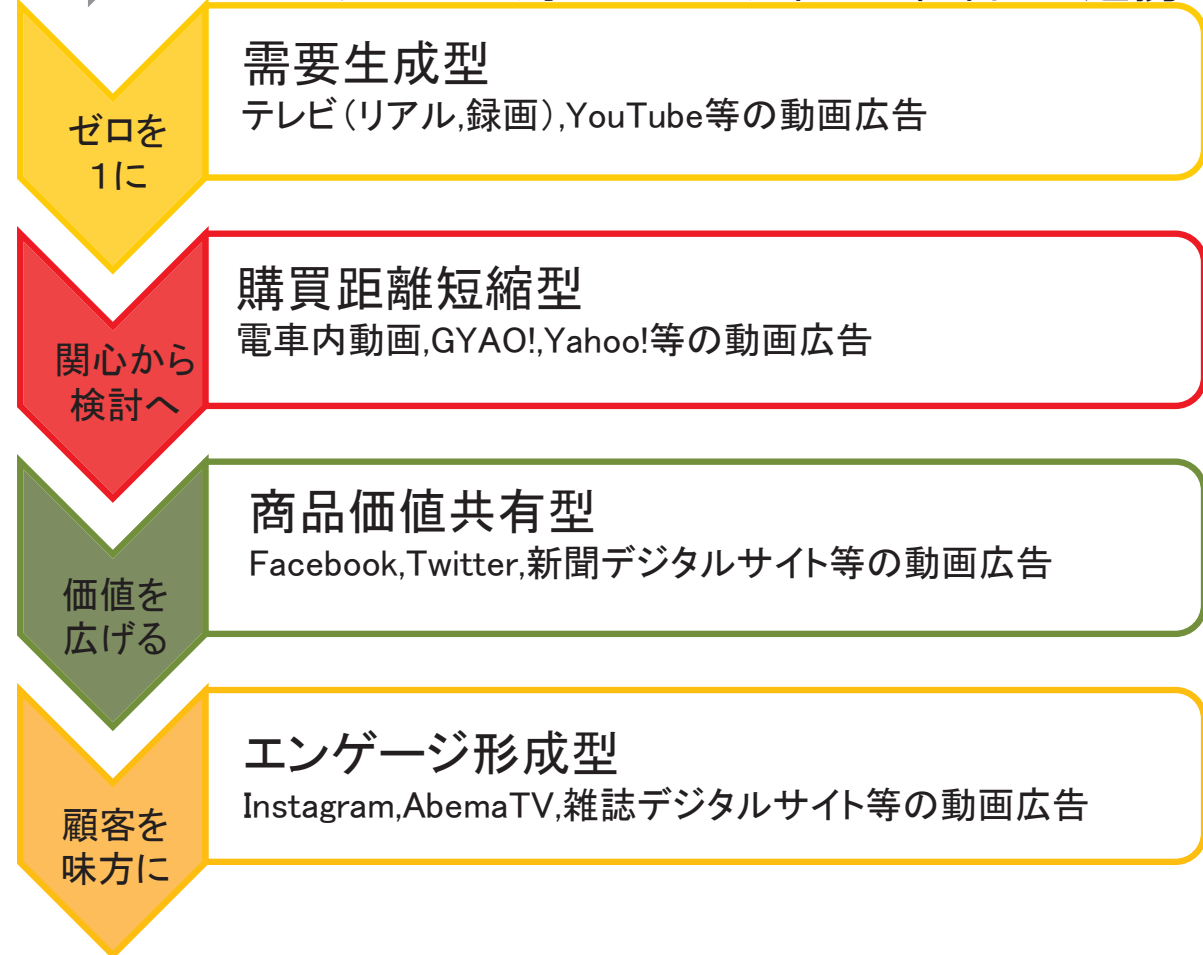 ゼロを
1に
需要生成型
テレビ(リアル,録画),YouTube等の動画広告
関心から
検討へ
購買距離短縮型
電車内動画,GYAO!,Yahoo!等の動画広告
価値を
広げる
商品価値共有型
Facebook,Twitter,新聞デジタルサイト等の動画広告
顧客を
味方に
エンゲージ形成型
Instagram,AbemaTV,雑誌デジタルサイト等の動画広告